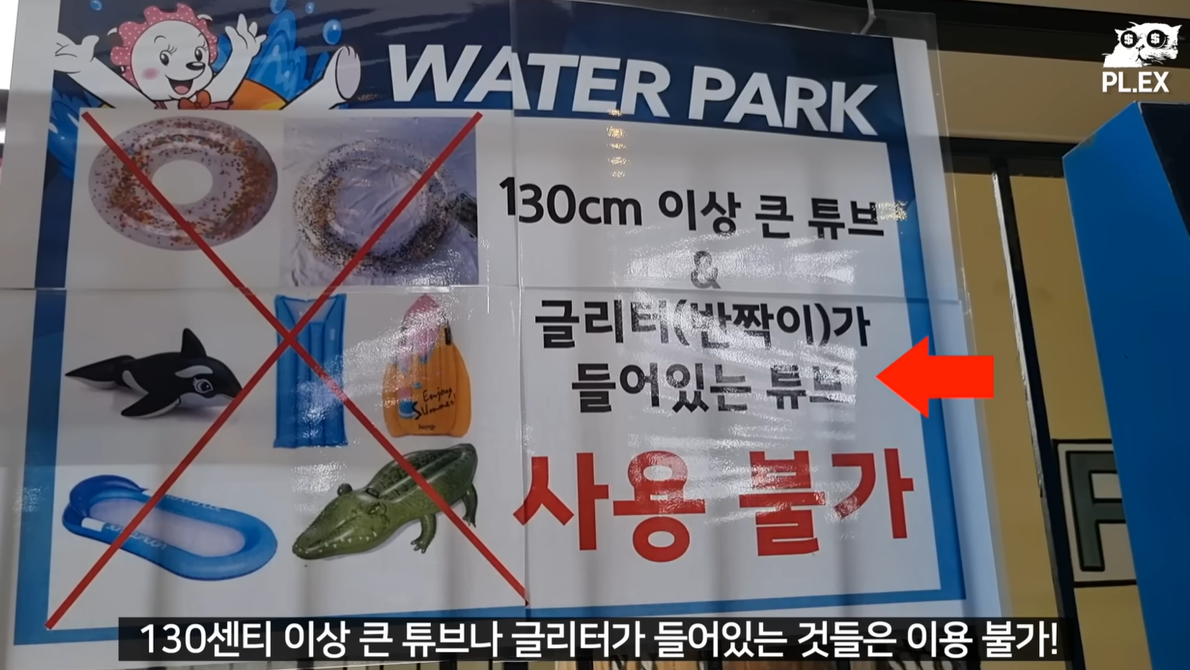 PL.EX
WATER PARK
130cm 이상 큰 튜브
&
글리터(반짝이)가
들어있는 튜브
사용 불가
Enjoy
Summer
130센티 이상 큰 튜브나 글리터가 들어있는 것들은 이용 불가!